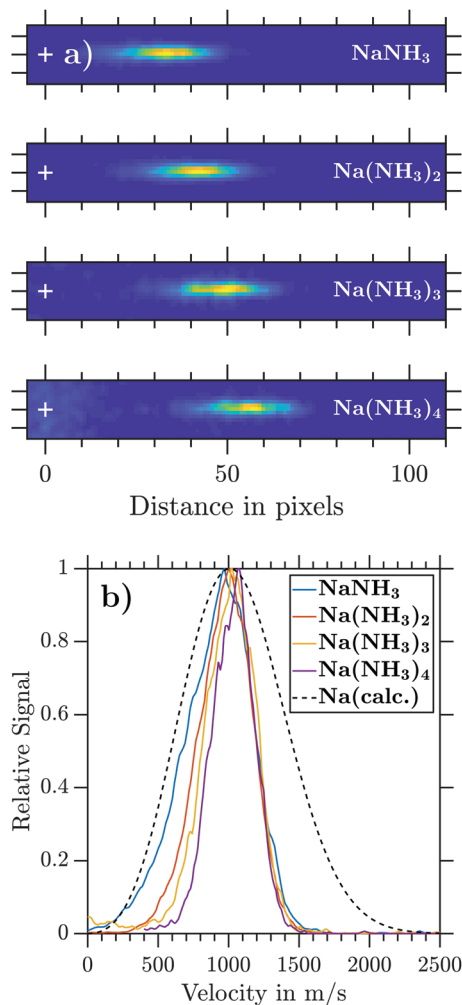 a)
NaNH₃
Na(NH₃)₂
Na(NH₃)₃
Na(NH₃)₄
0 50 100
Distance in pixels
b)
NaNH₃
Na(NH₃)₂
Na(NH₃)₃
Na(NH₃)₄
Na(calc.)
1
0.8
0.6
0.4
0.2
0
Relative Signal
0 500 1000 1500 2000 2500
Velocity in m/s